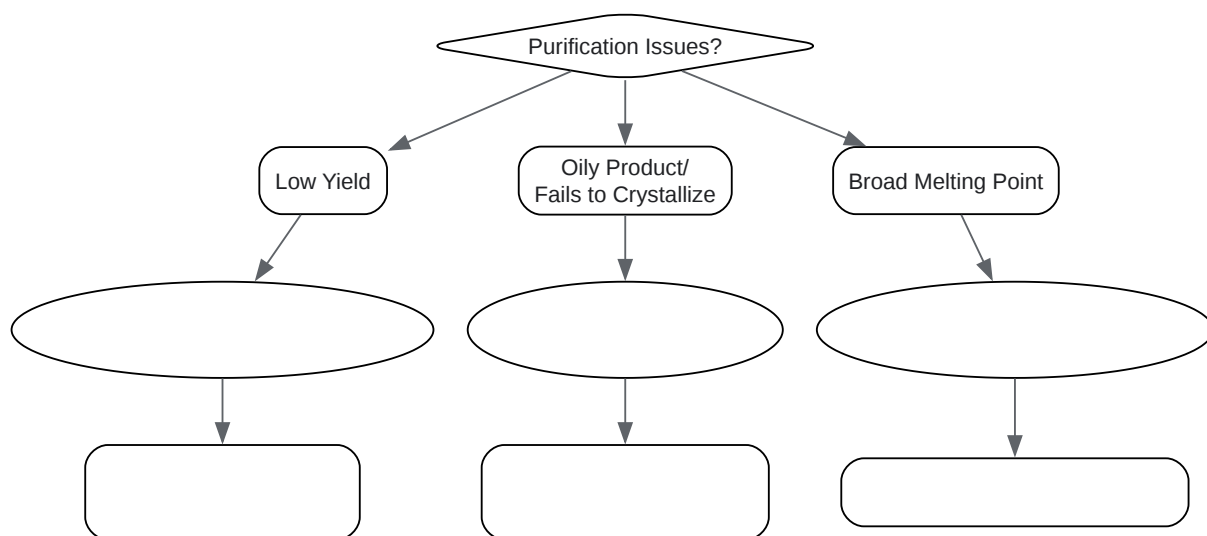 Purification Issues?
Low Yield
Oily Product/
Fails to Crystallize
Broad Melting Point